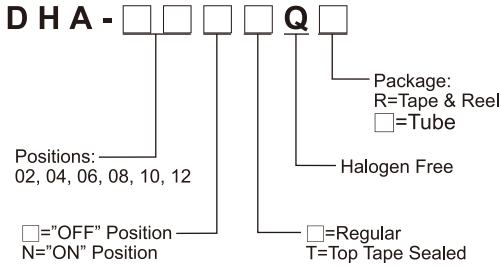 DHA-□□□□Q□
Package:
R=Tape & Reel
□=Tube
Positions:
02, 04, 06, 08, 10, 12
Halogen Free
□="OFF" Position
N="ON" Position
□=Regular
T=Top Tape Sealed